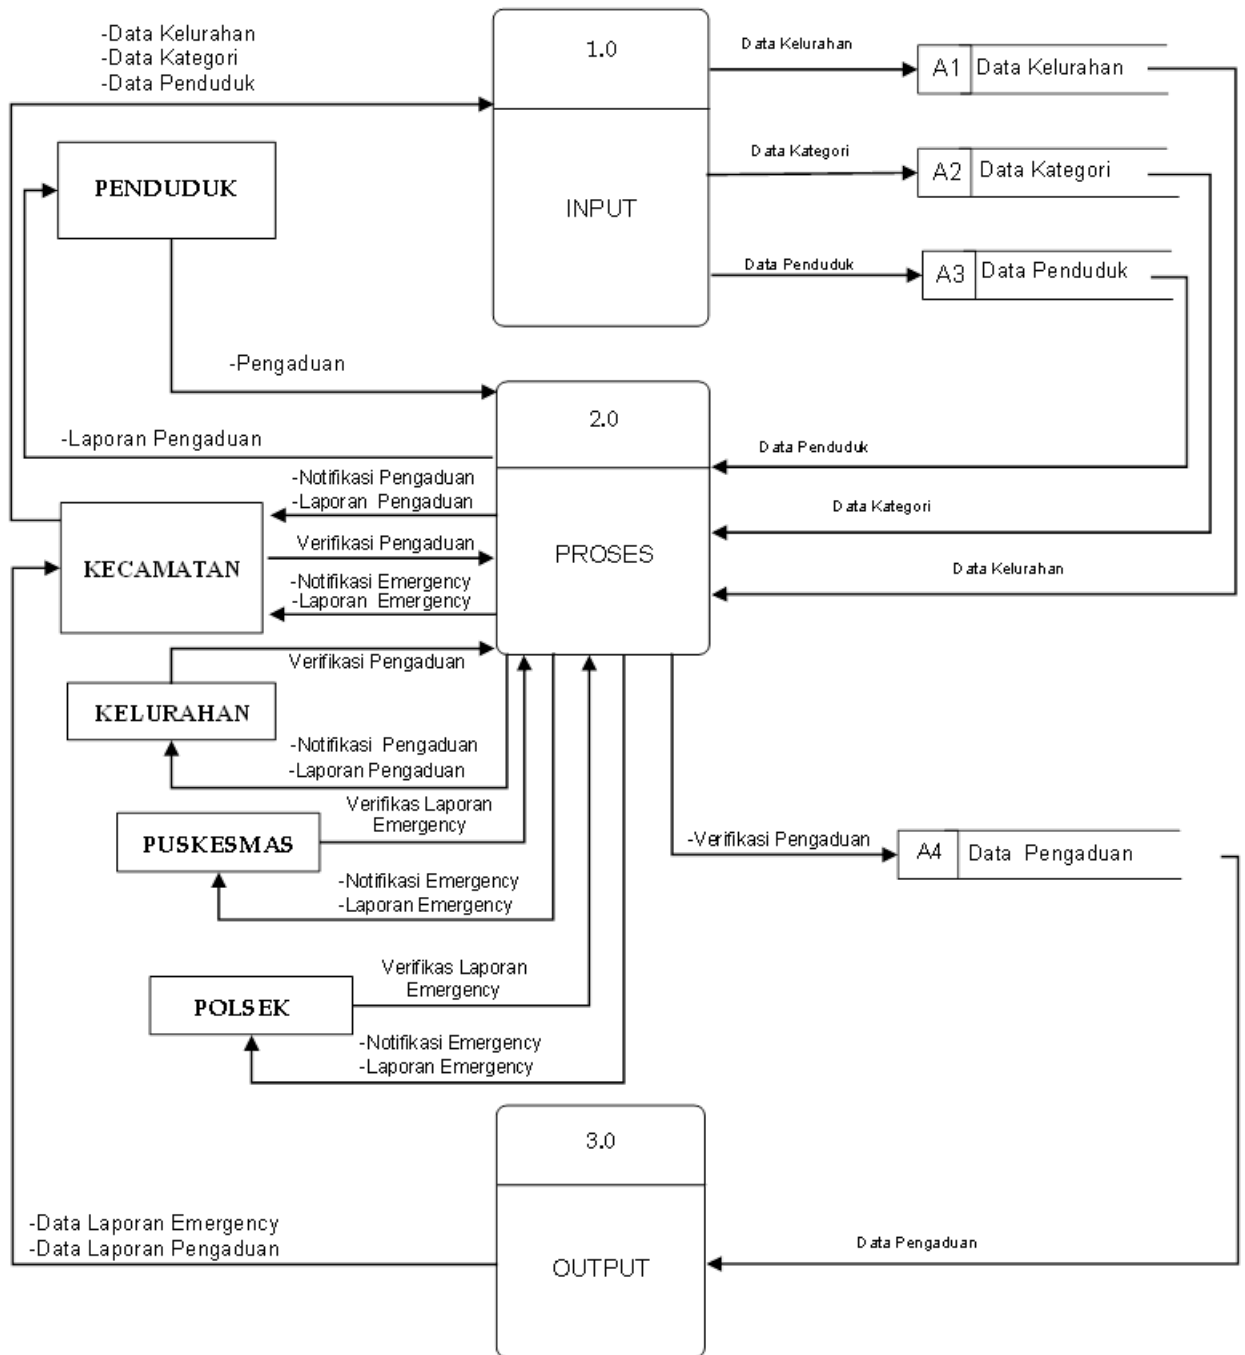 -Data Kelurahan
-Data Kategori
-Data Penduduk
1.0
INPUT
Data Kelurahan
A1 Data Kelurahan
Data Kategori
A2 Data Kategori
Data Penduduk
A3 Data Penduduk
PENDUDUK
-Pengaduan
-Laporan Pengaduan
2.0
PROSES
Data Penduduk
Data Kategori
Data Kelurahan
-Notifikasi Pengaduan
-Laporan Pengaduan
KECAMATAN
Verifikasi Pengaduan
-Notifikasi Emergency
-Laporan Emergency
Verifikasi Pengaduan
KELURAHAN
-Notifikasi Pengaduan
-Laporan Pengaduan
Verifikas Laporan
Emergency
PUSKESMAS
-Notifikasi Emergency
-Laporan Emergency
-Verifikasi Pengaduan
A4 Data Pengaduan
Verifikas Laporan
Emergency
POLSEK
-Notifikasi Emergency
-Laporan Emergency
3.0
OUTPUT
-Data Laporan Emergency
-Data Laporan Pengaduan
Data Pengaduan